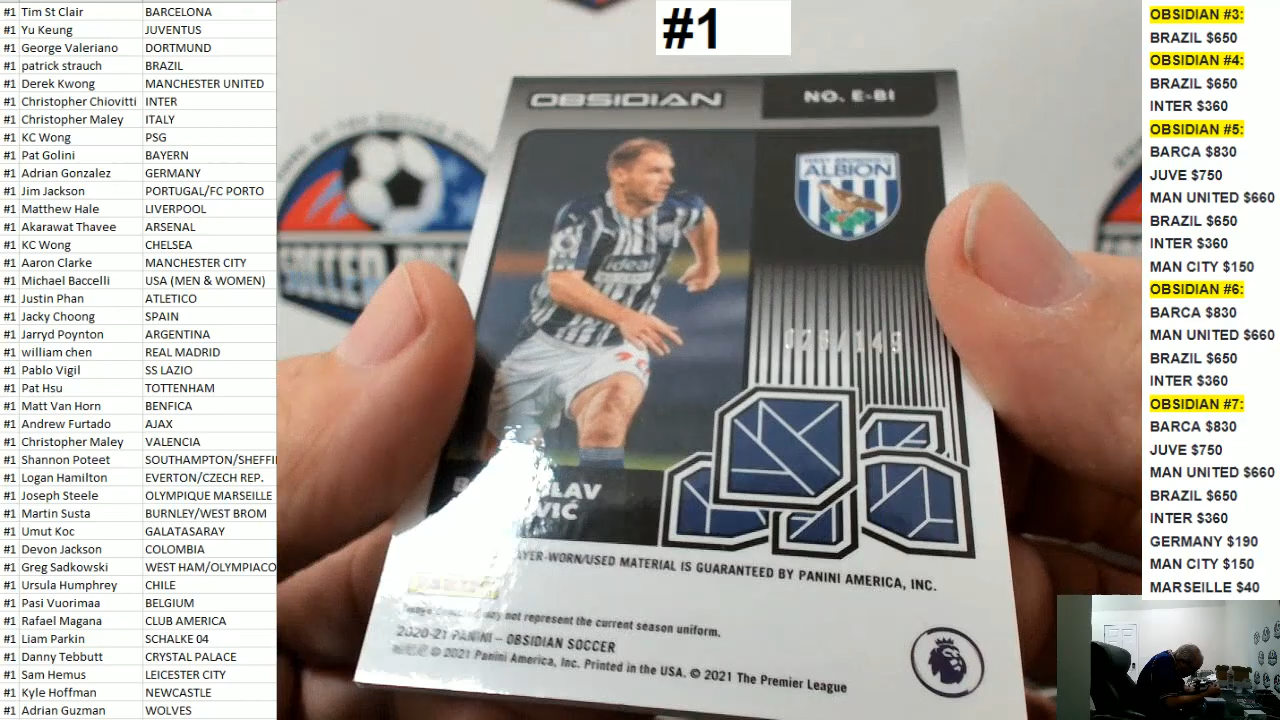 #1 Tim St Clair BARCELONA
#1 Yu Keung JUVENTUS
#1 George Valeriano DORTMUND
#1 patrick strauch BRAZIL
#1 Derek Kwong MANCHESTER UNITED
#1 Christopher Chiovitti INTER
#1 Christopher Maley ITALY
#1 KC Wong PSG
#1 Pat Golini BAYERN
#1 Adrian Gonzalez GERMANY
#1 Jim Jackson PORTUGAL/FC PORTO
#1 Matthew Hale LIVERPOOL
#1 Akarawat Thavee ARSENAL
#1 KC Wong CHELSEA
#1 Aaron Clarke MANCHESTER CITY
#1 Michael Baccelli USA (MEN & WOMEN)
#1 Justin Phan ATLETICO
#1 Jacky Choong SPAIN
#1 Jarryd Poynton ARGENTINA
#1 william chen REAL MADRID
#1 Pablo Vigil SS LAZIO
#1 Pat Hsu TOTTENHAM
#1 Matt Van Horn BENFICA
#1 Andrew Furtado AJAX
#1 Christopher Maley VALENCIA
#1 Shannon Poteet SOUTHAMPTON/SHEFFI
#1 Logan Hamilton EVERTON/CZECH REP.
#1 Joseph Steele OLYMPIQUE MARSEILLE
#1 Martin Susta BURNLEY/WEST BROM
#1 Umut Koc GALATASARAY
#1 Devon Jackson COLOMBIA
#1 Greg Sadkowski WEST HAM/OLYMPIACO
#1 Ursula Humphrey CHILE
#1 Pasi Vuorimaa BELGIUM
#1 Rafael Magana CLUB AMERICA
#1 Liam Parkin SCHALKE 04
#1 Danny Tebbutt CRYSTAL PALACE
#1 Sam Hemus LEICESTER CITY
#1 Kyle Hoffman NEWCASTLE
#1 Adrian Guzman WOLVES
#1
OBSIDIAN
NO. E-BI
ALBION
ideal
PLAYER-WORN/USED MATERIAL IS GUARANTEED BY PANINI AMERICA, INC.
may not represent the current season uniform.
2020-21 PANINI – OBSIDIAN SOCCER
© 2021 Panini America, Inc. Printed in the USA. © 2021 The Premier League
OBSIDIAN #3:
BRAZIL $650
OBSIDIAN #4:
BRAZIL $650
INTER $360
OBSIDIAN #5:
BARCA $830
JUVE $750
MAN UNITED $660
BRAZIL $650
INTER $360
MAN CITY $150
OBSIDIAN #6:
BARCA $830
MAN UNITED $660
BRAZIL $650
INTER $360
OBSIDIAN #7:
BARCA $830
JUVE $750
MAN UNITED $660
BRAZIL $650
INTER $360
GERMANY $190
MAN CITY $150
MARSEILLE $40